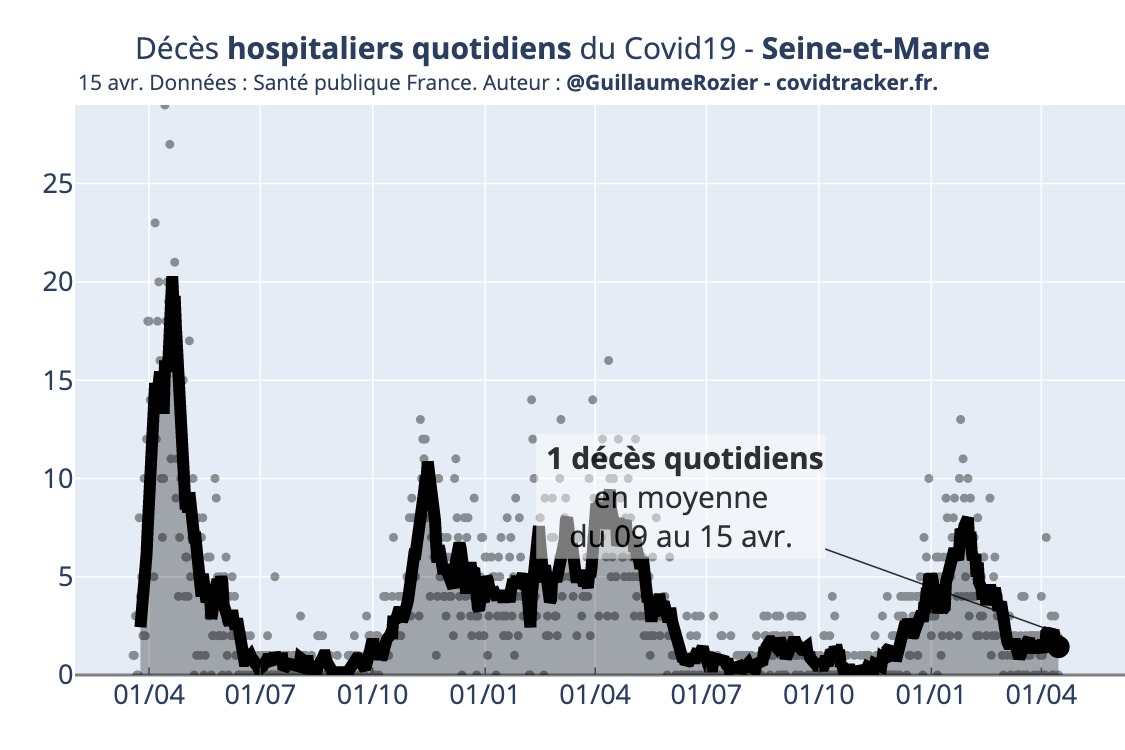 Décès hospitaliers quotidiens du Covid19 - Seine-et-Marne
15 avr. Données : Santé publique France. Auteur : @GuillaumeRozier - covidtracker.fr.
25
20
15
10
5
0
1 décès quotidiens
en moyenne
du 09 au 15 avr.
01/04 01/07 01/10 01/01 01/04 01/07 01/10 01/01 01/04